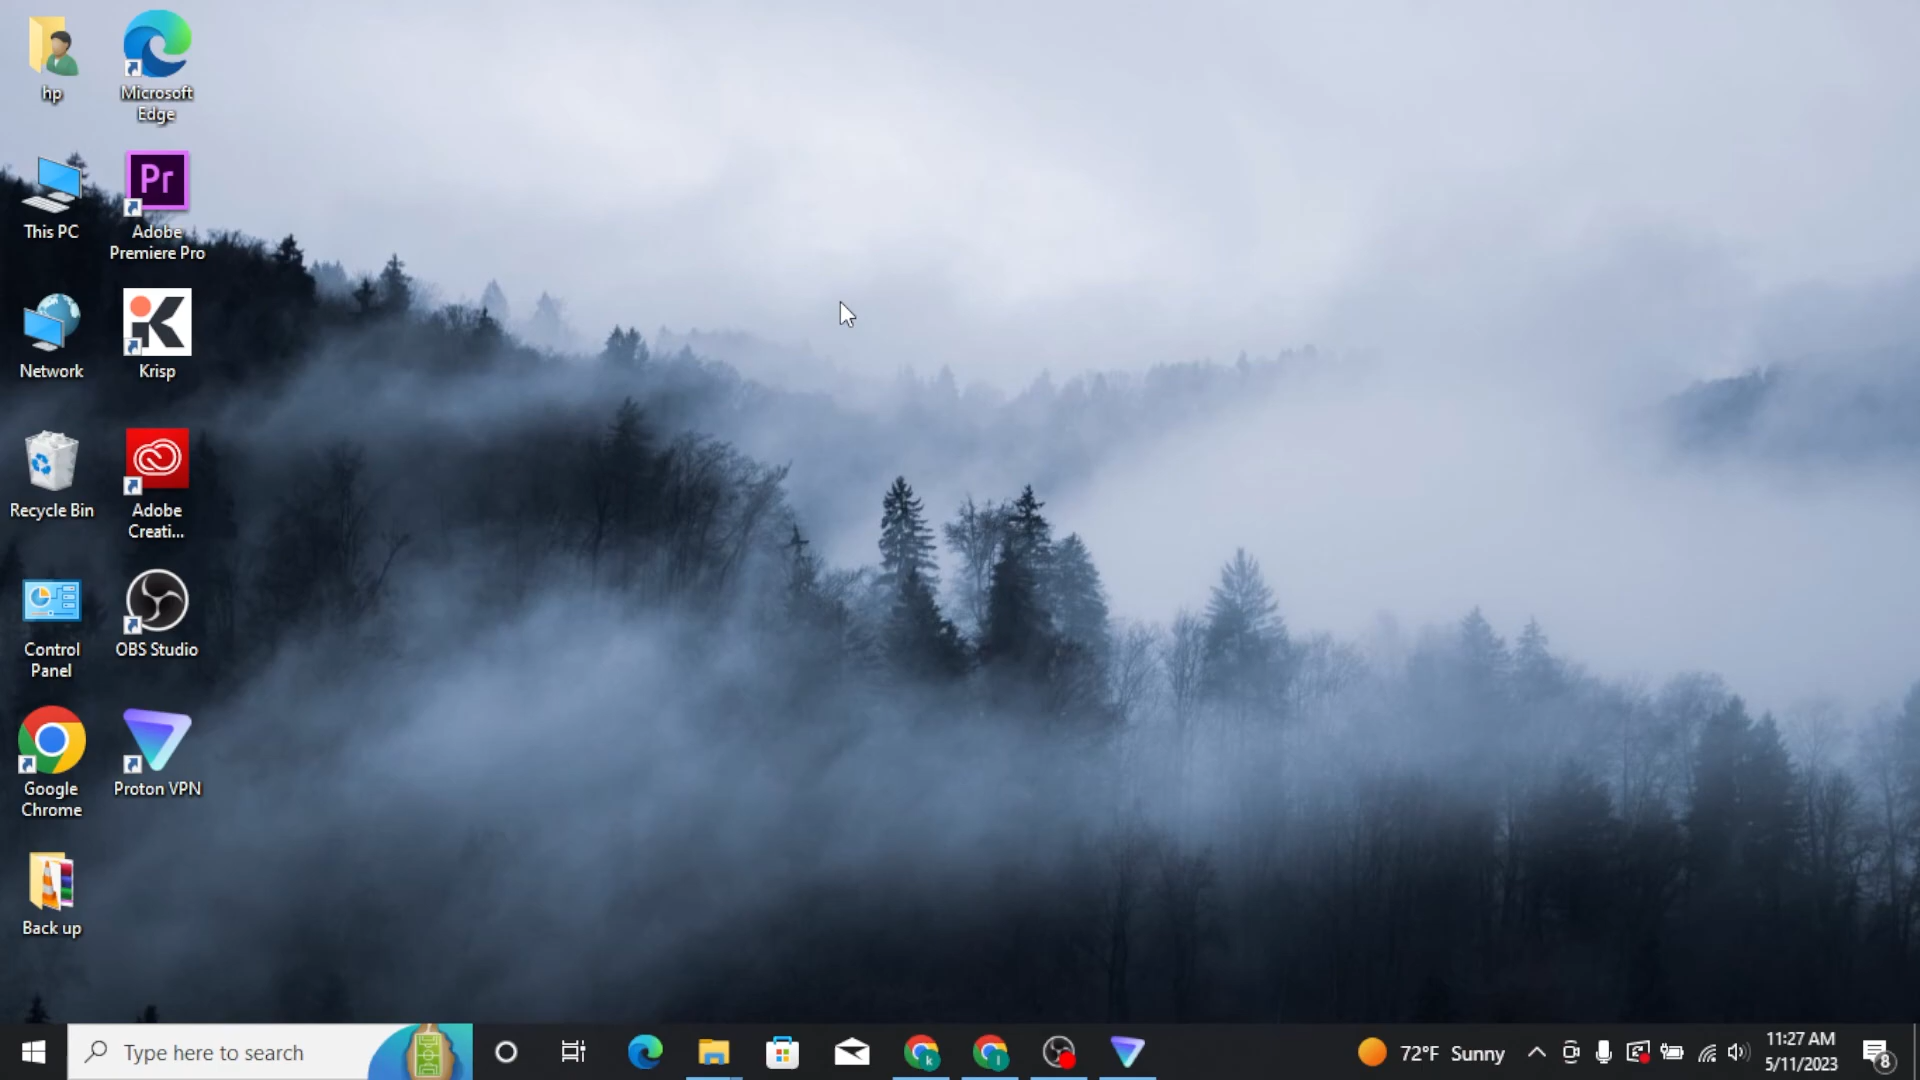 hp
Microsoft
Edge
This PC
Pr
Adobe
Premiere Pro
Network
Krisp
Recycle Bin
Adobe
Creati...
Control
Panel
OBS Studio
Google
Chrome
Proton VPN
Back up
Type here to search
k
l
72°F Sunny
11:27 AM
5/11/2023
8